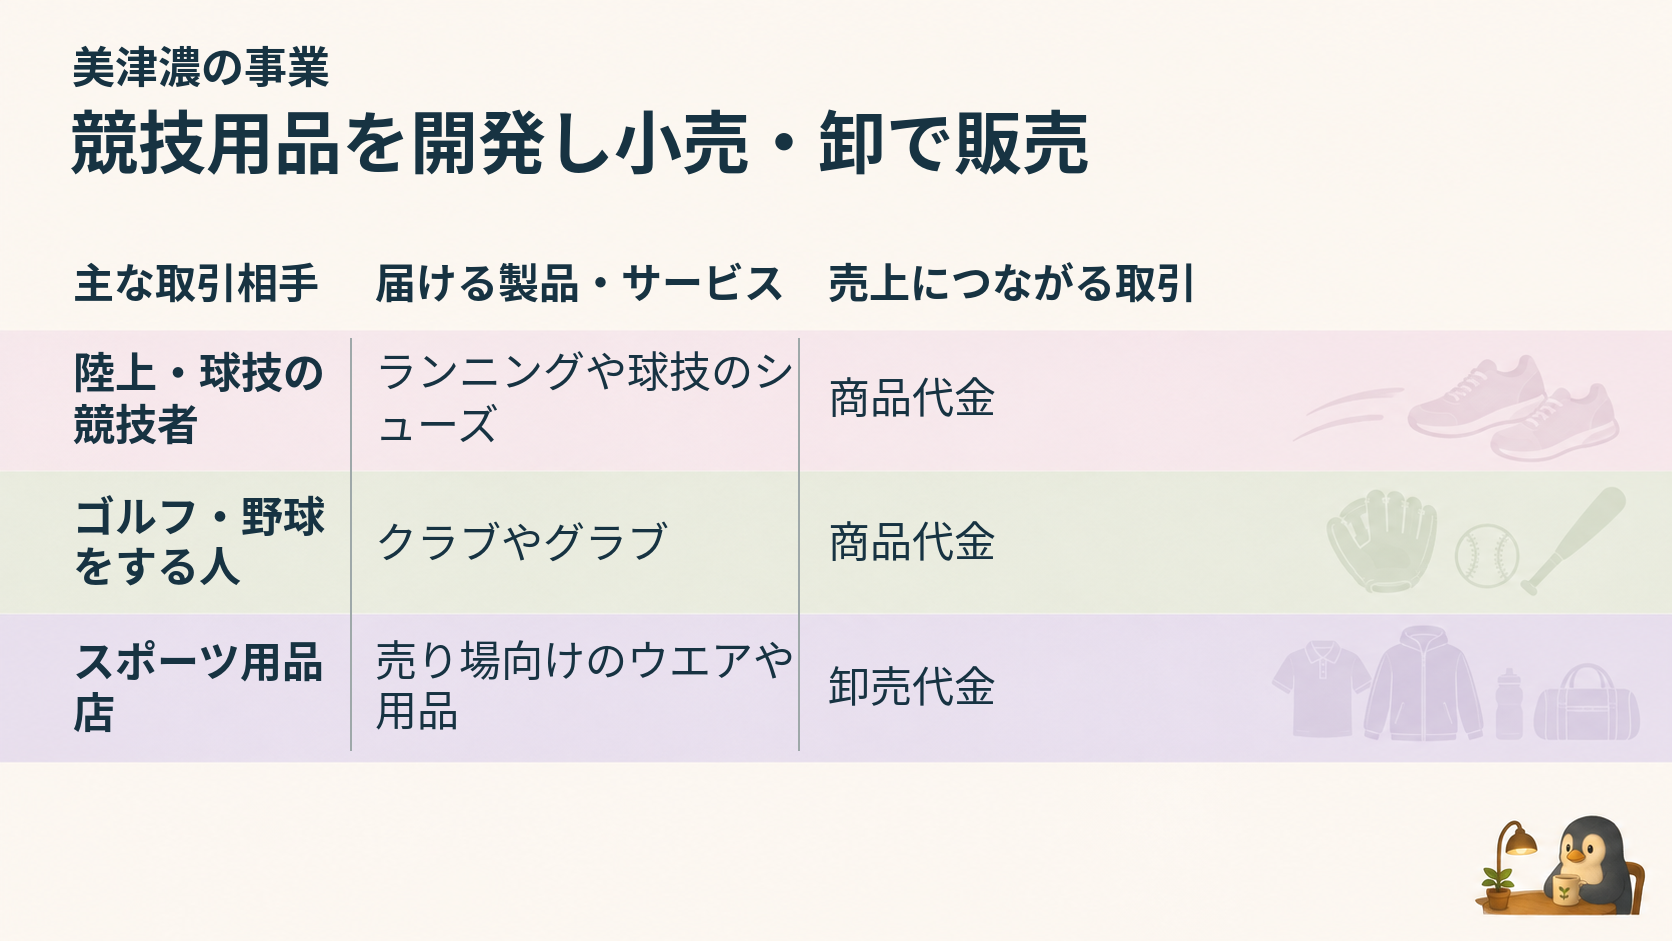 美津濃の事業
競技用品を開発し小売・卸で販売
主な取引相手
届ける製品・サービス
売上につながる取引
陸上・球技の
競技者
ランニングや球技のシ
ューズ
商品代金
ゴルフ・野球
をする人
クラブやグラブ
商品代金
スポーツ用品
店
売り場向けのウエアや
用品
卸売代金